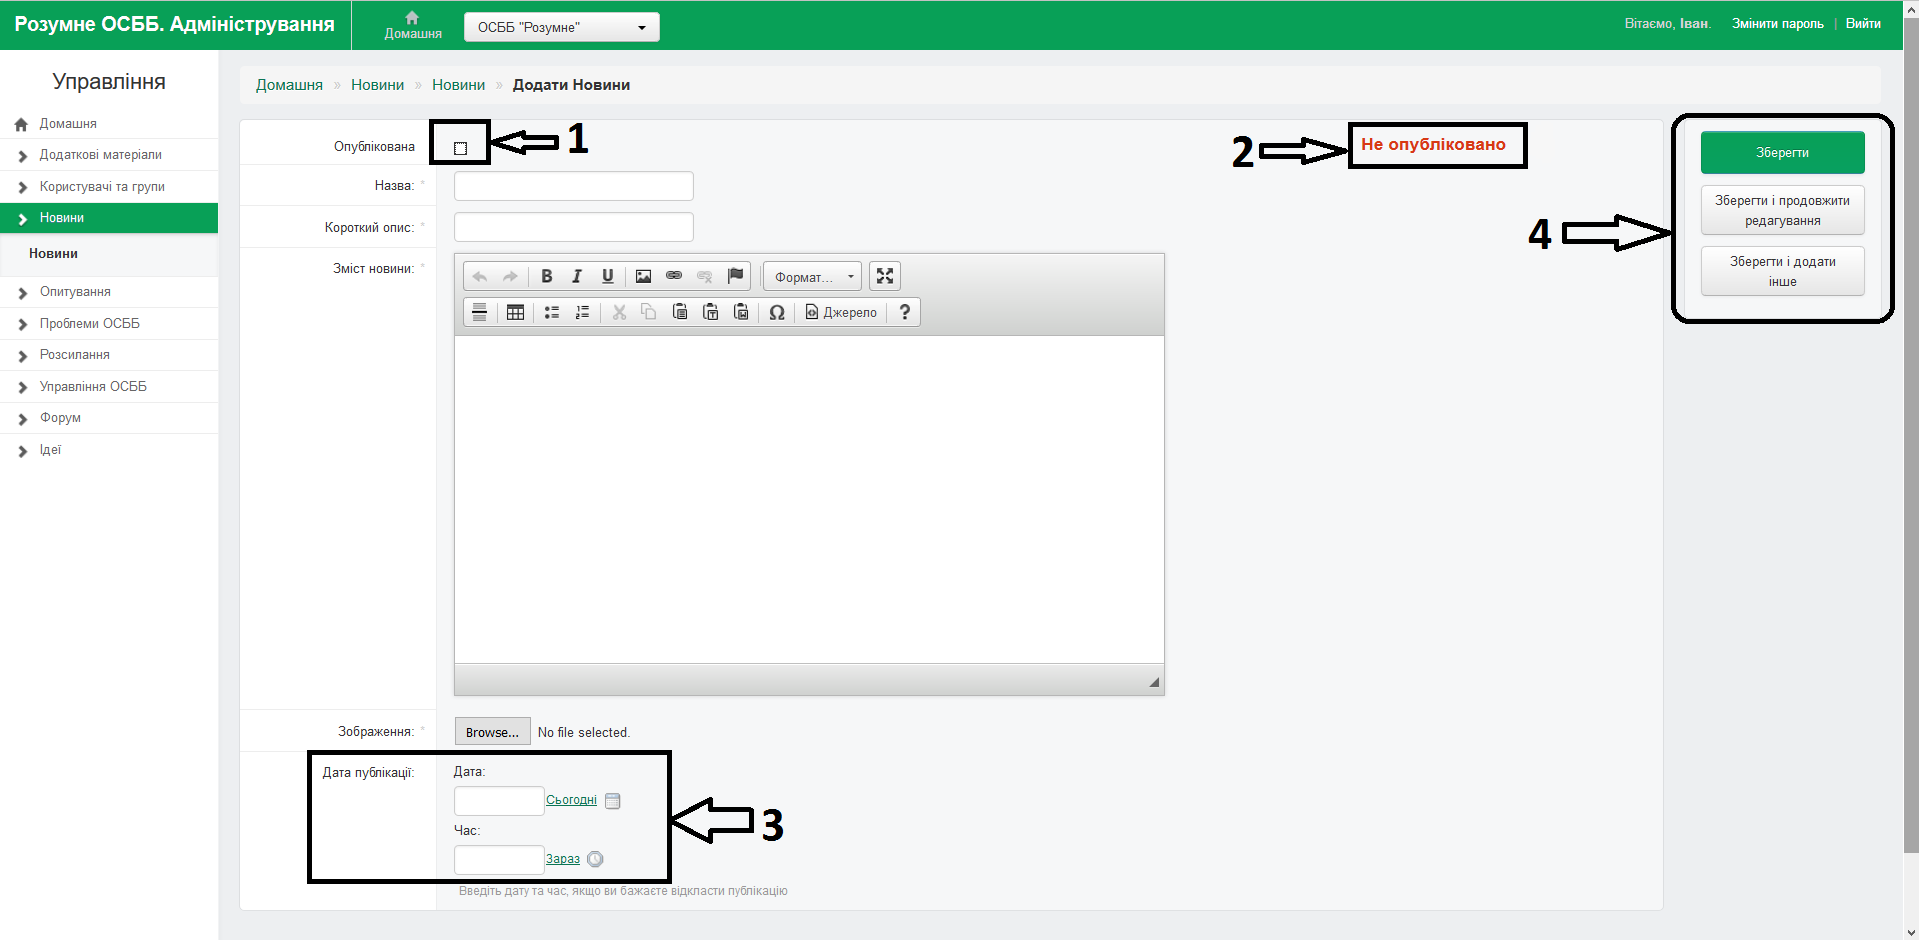 Розумне ОСББ. Адміністрування
Домашня
ОСББ "Розумне"
Вітаємо, Іван. Змінити пароль | Вийти
Управління
Домашня
Додаткові матеріали
Користувачі та групи
Новини
Новини
Опитування
Проблеми ОСББ
Розсилання
Управління ОСББ
Форум
Ідеї
Домашня » Новини » Новини » Додати Новини
Опублікована
1
2
Не опубліковано
Назва: *
Короткий опис: *
Зміст новини: *
B I U
Формат...
Ω
Джерело
?
Зображення: *
Browse... No file selected.
Дата публікації:
Дата:
Сьогодні
Час:
Зараз
3
Введіть дату та час, якщо ви бажаєте відкласти публікацію
4
Зберегти
Зберегти і продовжити
редагування
Зберегти і додати
інше